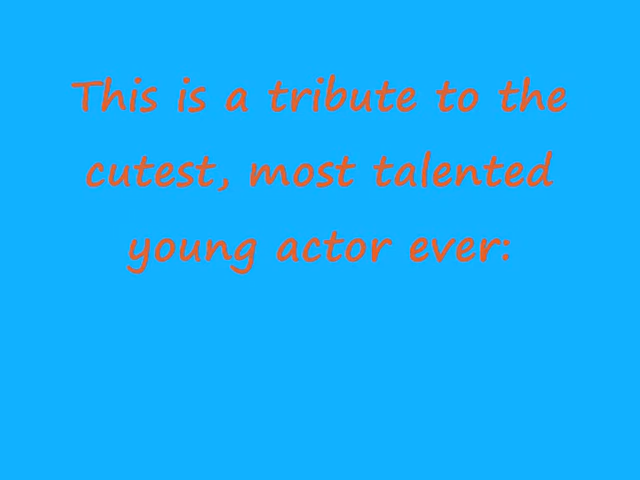 This is a tribute to the
cutest, most talented
young actor ever: